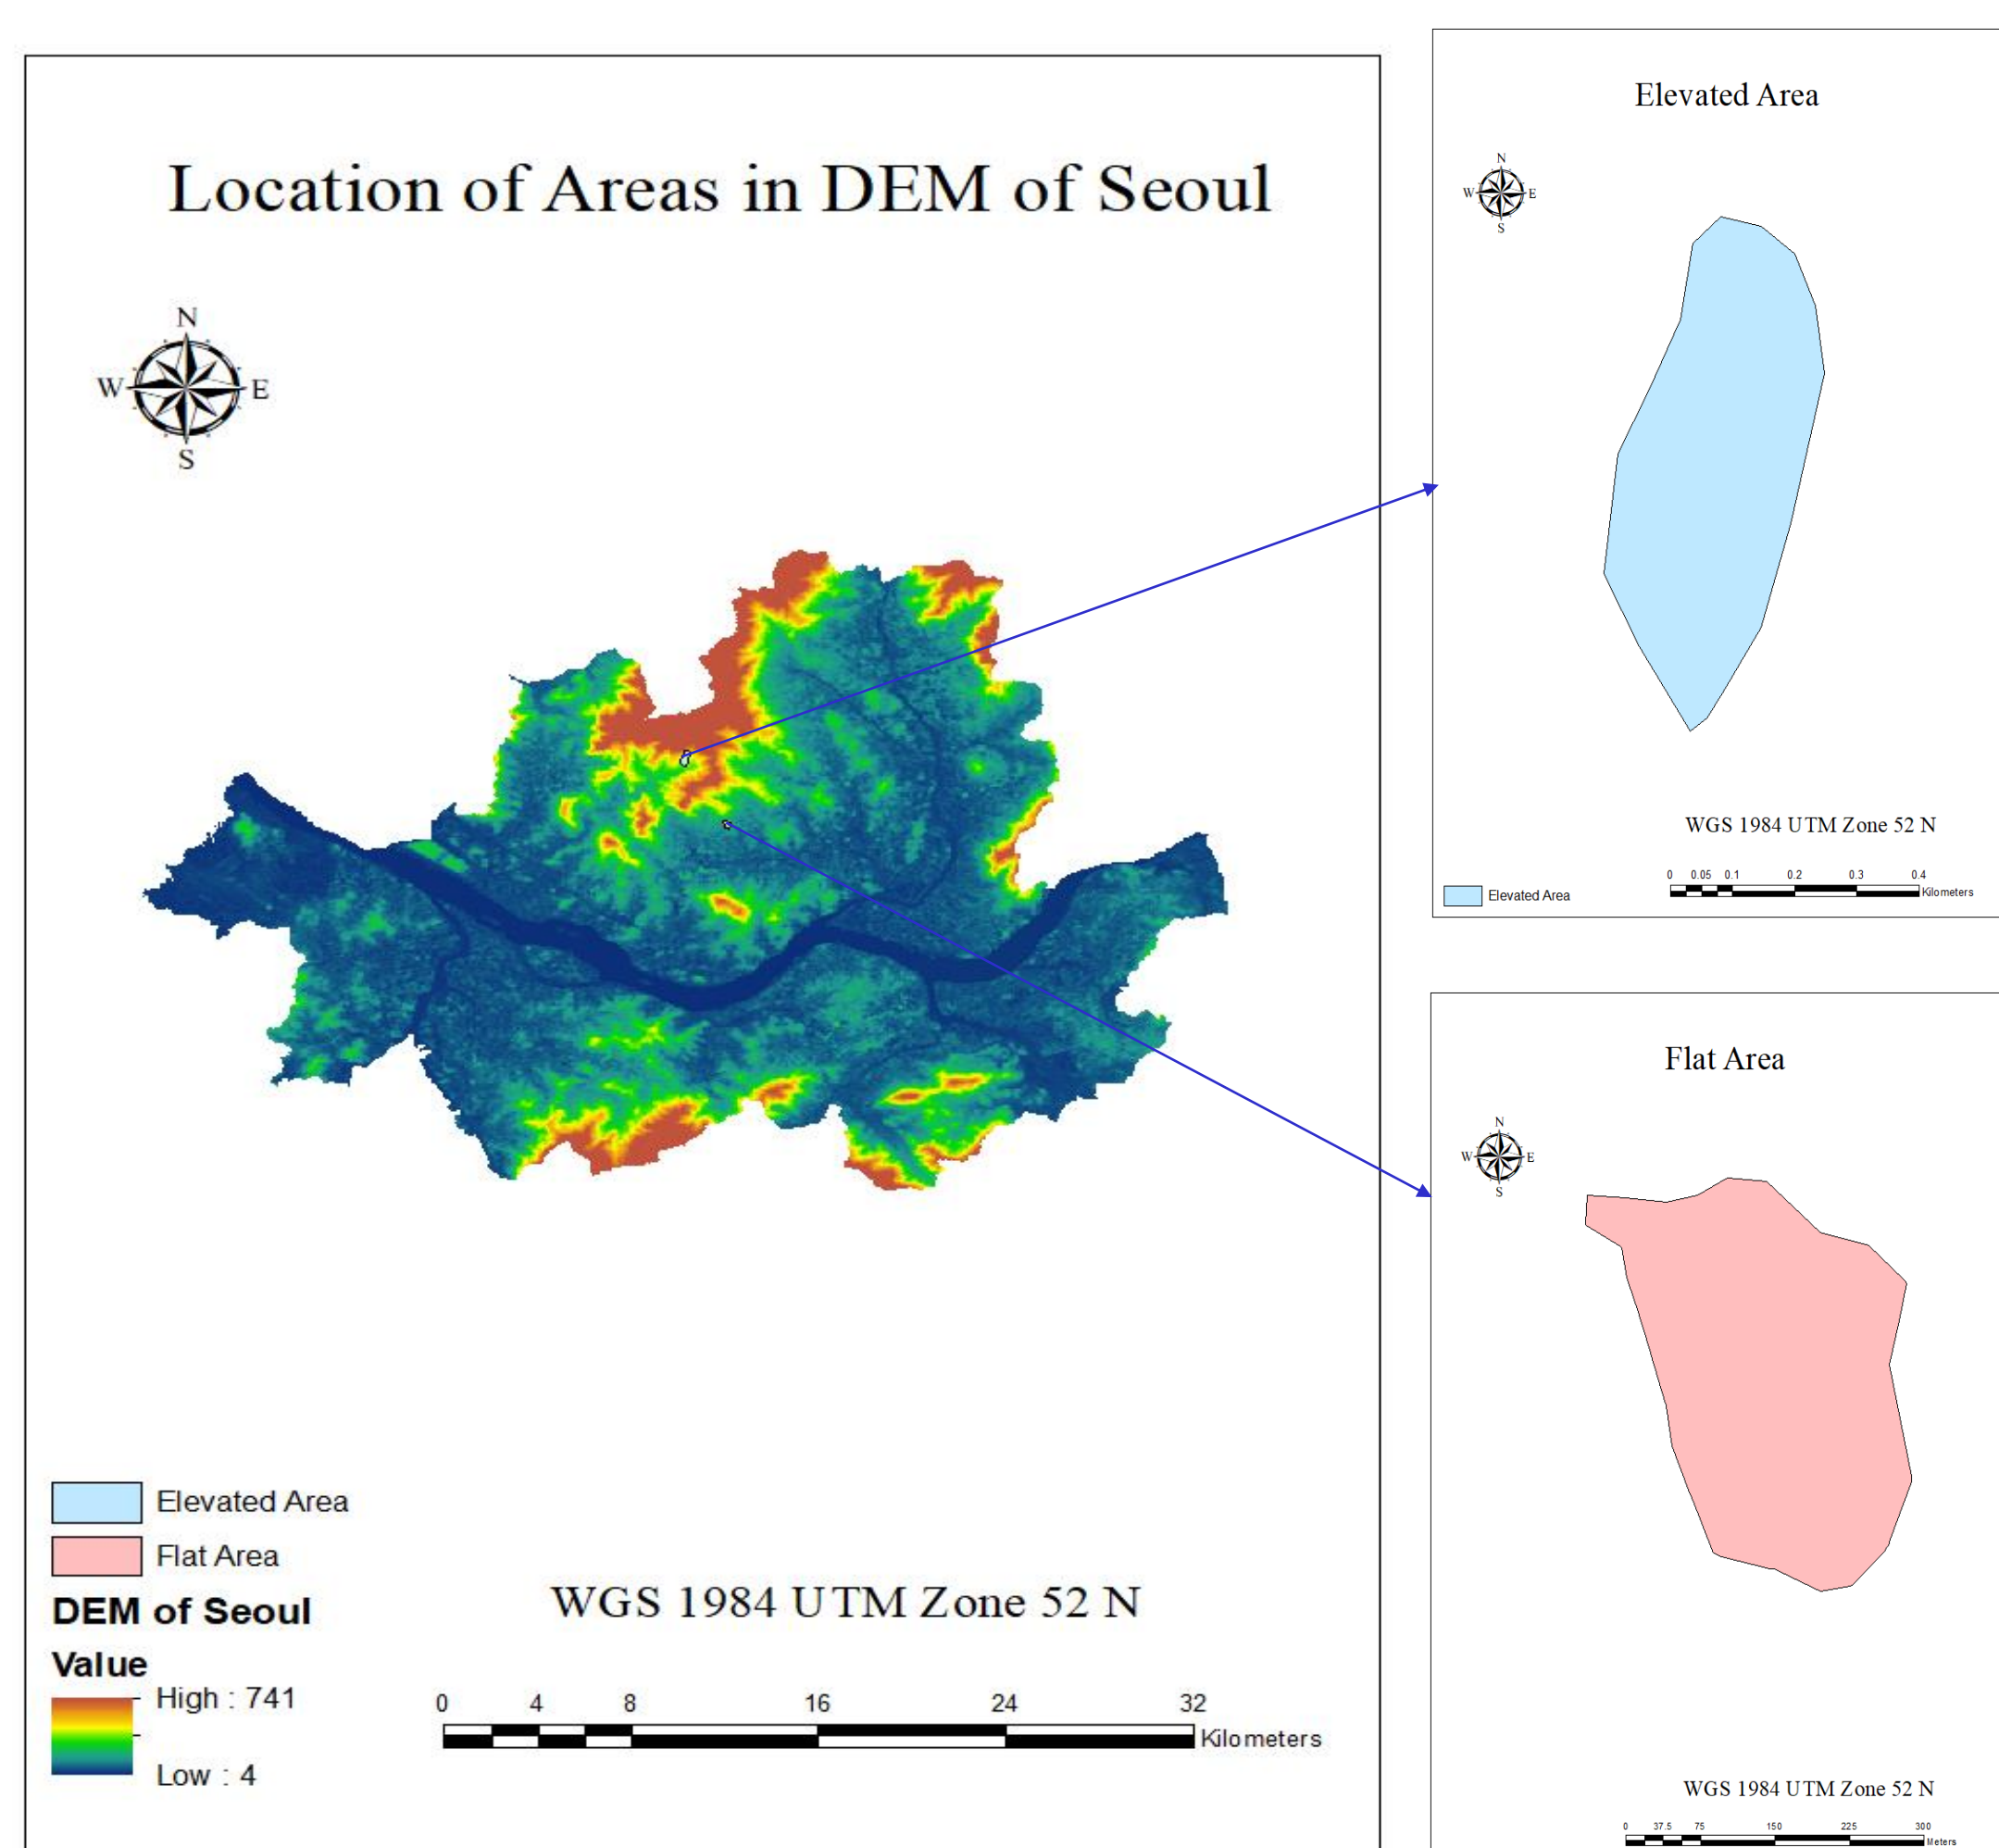 Location of Areas in DEM of Seoul
N
W E
S
Elevated Area
Flat Area
DEM of Seoul
Value
High : 741
Low : 4
WGS 1984 UTM Zone 52 N
0 4 8 16 24 32
Kilometers
Elevated Area
N
W E
S
WGS 1984 UTM Zone 52 N
0 0.05 0.1 0.2 0.3 0.4
Kilometers
Elevated Area
Flat Area
N
W E
S
WGS 1984 UTM Zone 52 N
0 37.5 75 150 225 300
Meters